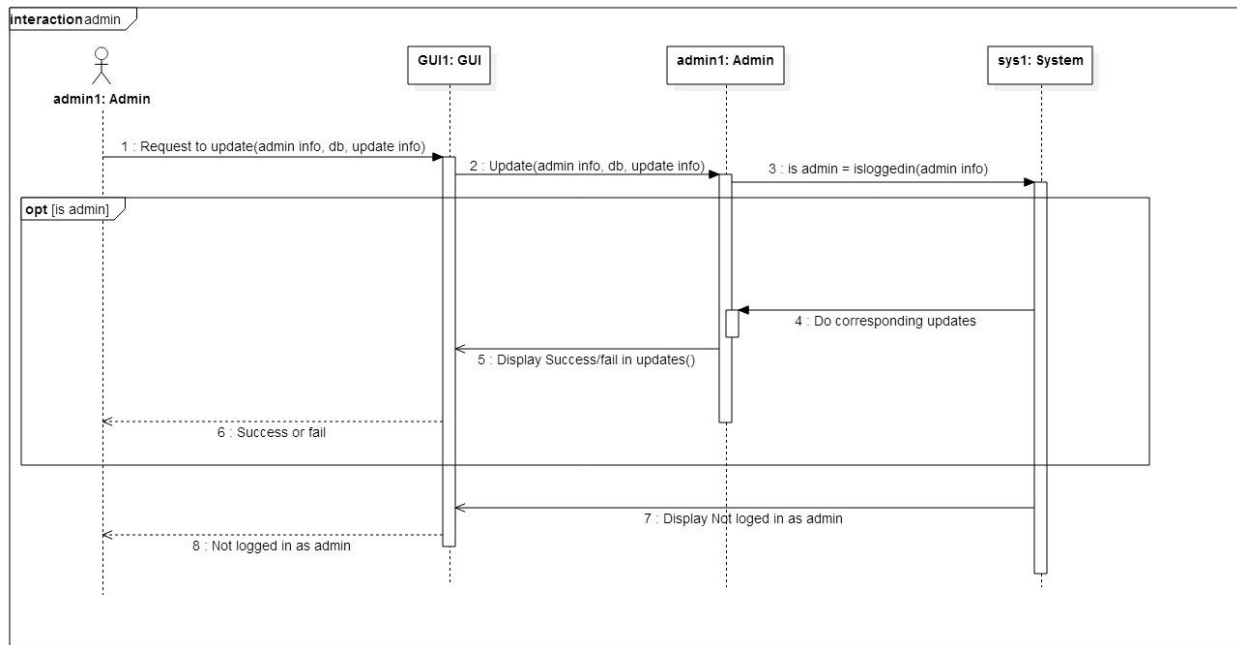 interaction admin
admin1: Admin
GUI1: GUI
admin1: Admin
sys1: System
1 : Request to update(admin info, db, update info)
2 : Update(admin info, db, update info)
3 : is admin = isloggedin(admin info)
opt [is admin]
4 : Do corresponding updates
5 : Display Success/fail in updates()
6 : Success or fail
7 : Display Not loged in as admin
8 : Not logged in as admin